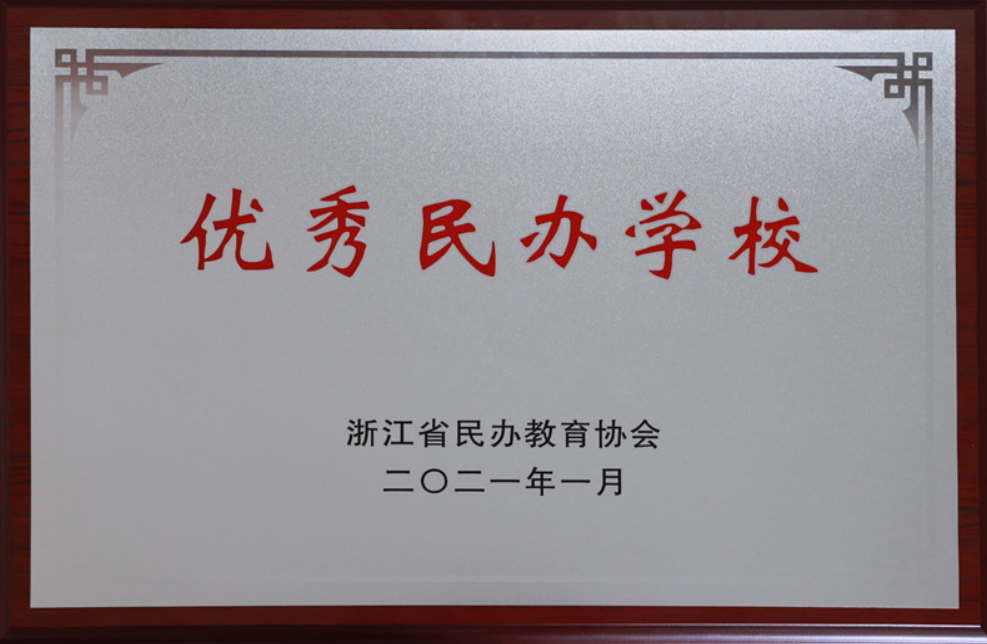 优秀民办学校
浙江省民办教育协会
二〇二一年一月